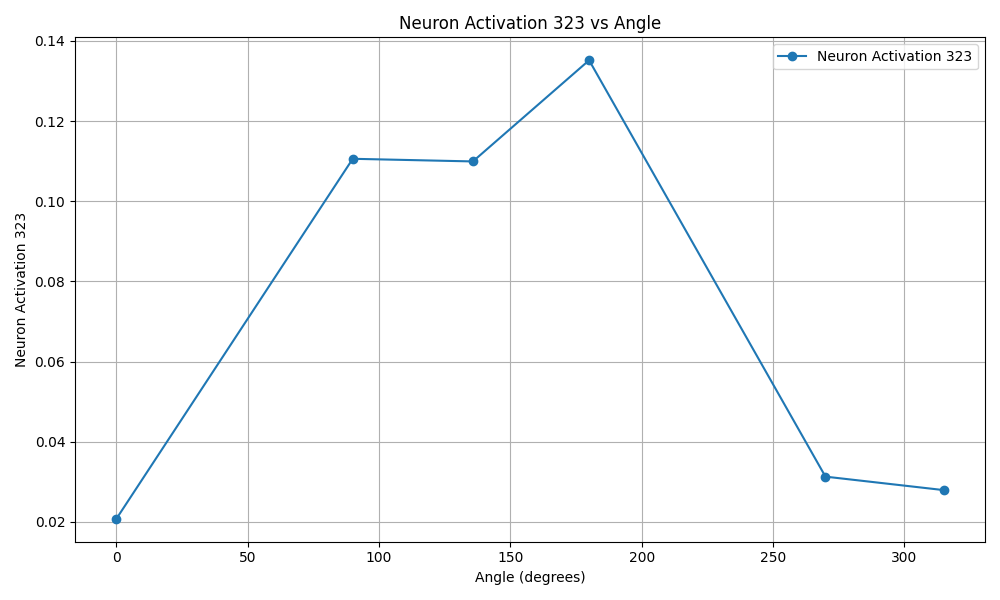 Neuron Activation 323 vs Angle
Neuron Activation 323
0.14
0.12
0.10
0.08
0.06
0.04
0.02
Neuron Activation 323
0 50 100 150 200 250 300
Angle (degrees)